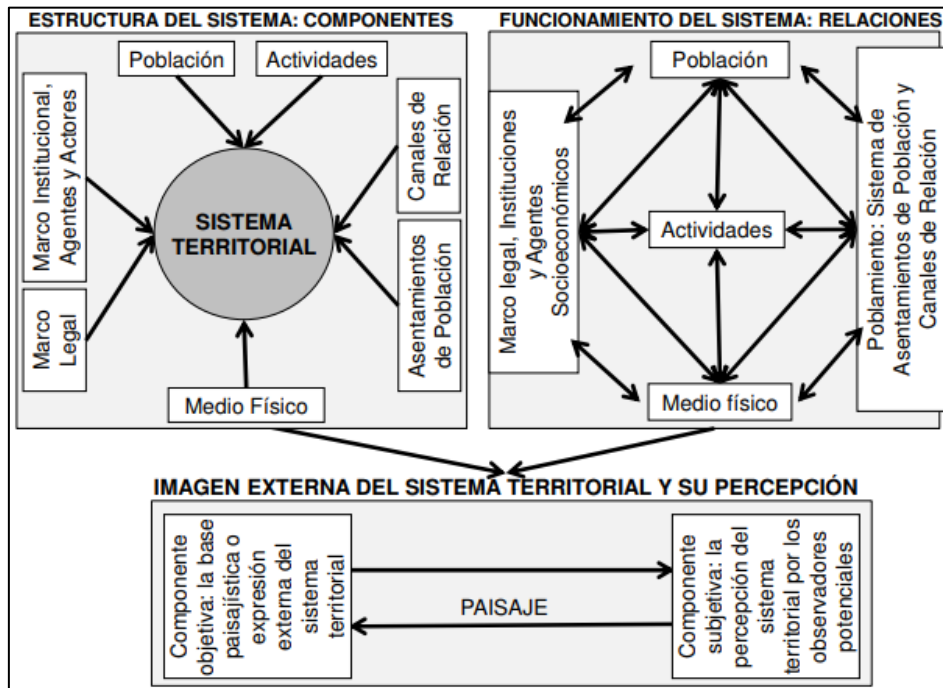 ESTRUCTURA DEL SISTEMA: COMPONENTES
Población
Actividades
Marco Institucional,
Agentes y Actores
Canales de
Relación
SISTEMA
TERRITORIAL
Marco
Legal
Asentamientos
de Población
Medio Físico
FUNCIONAMIENTO DEL SISTEMA: RELACIONES
Población
Marco legal, Instituciones
y Agentes
Socioeconómicos
Actividades
Poblamiento: Sistema de
Asentamientos de Población y
Canales de Relación
Medio físico
IMAGEN EXTERNA DEL SISTEMA TERRITORIAL Y SU PERCEPCIÓN
Componente
objetiva: la base
paisajística o
expresión
externa del
sistema
territorial
PAISAJE
Componente
subjetiva: la
percepción del
sistema
territorial por los
observadores
potenciales